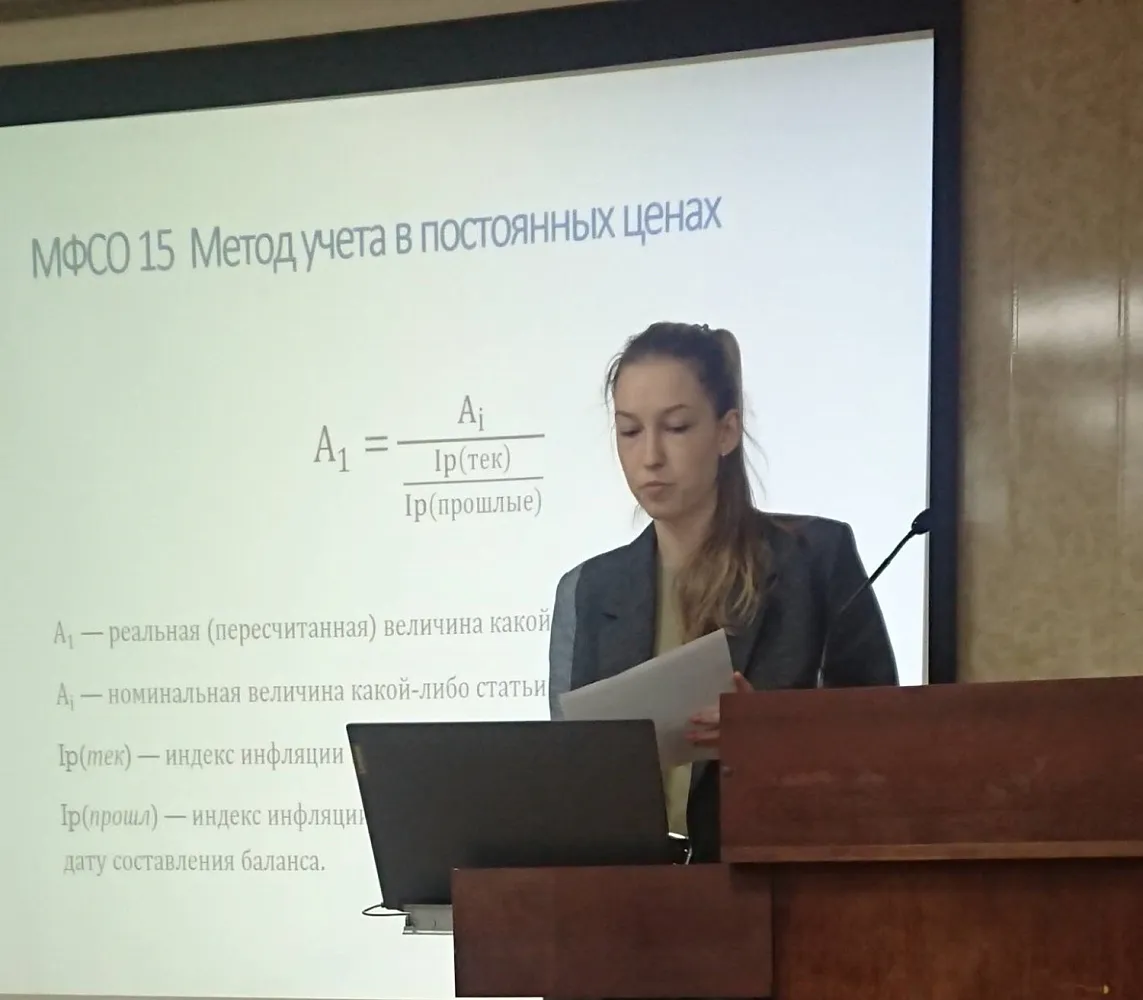 МФСО 15 Метод учета в постоянных ценах
A₁ = Aᵢ / (Ip(тек) / Ip(прошлые))
A₁ — реальная (пересчитанная) величина какой
Aᵢ — номинальная величина какой-либо статьи
Ip(тек) — индекс инфляции
Ip(прошл) — индекс инфляции
дату составления баланса.